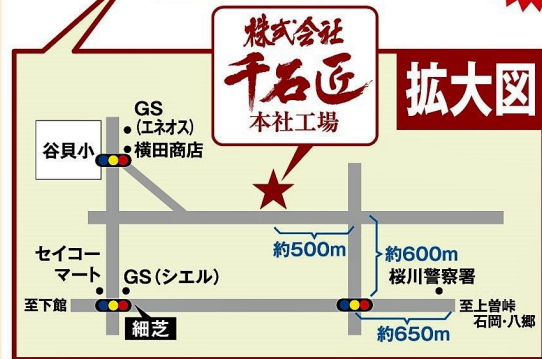 株式会社
千石匠
本社工場
拡大図
GS
(エネオス)
横田商店
谷貝小
約500m
約600m
セイコー
マート
GS(シエル)
桜川警察署
至下館
細芝
至上曽峠
石岡・八郷
約650m